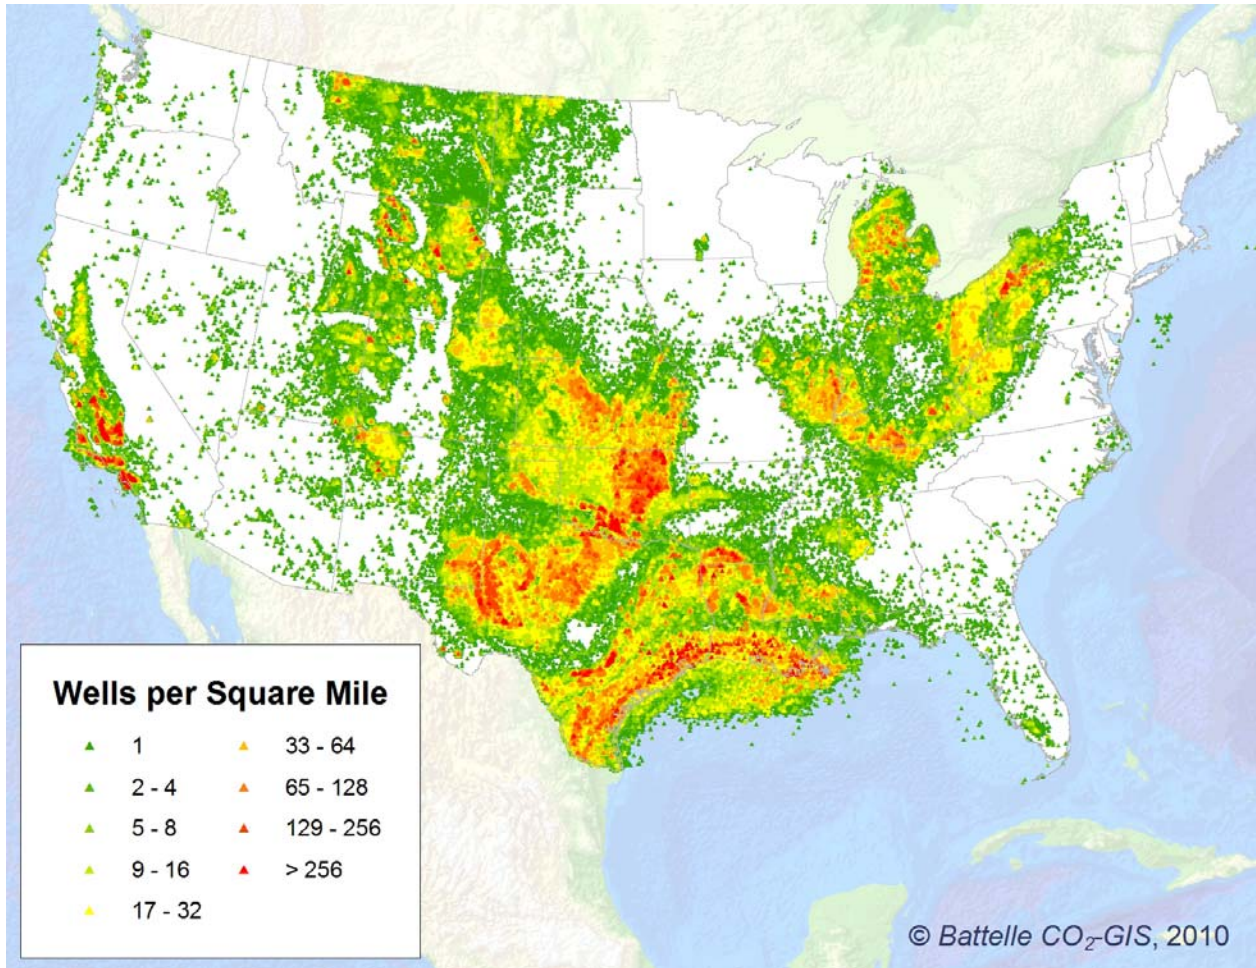 Wells per Square Mile
1
2 - 4
5 - 8
9 - 16
17 - 32
33 - 64
65 - 128
129 - 256
> 256
© Battelle CO₂-GIS, 2010